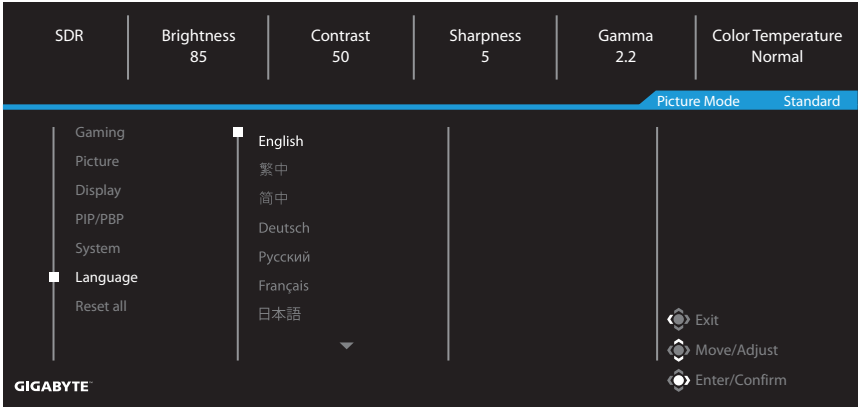 SDR
Brightness
85
Contrast
50
Sharpness
5
Gamma
2.2
Color Temperature
Normal
Picture Mode Standard
Gaming
Picture
Display
PIP/PBP
System
Language
Reset all
English
繁中
简中
Deutsch
Русский
Français
日本語
Exit
Move/Adjust
Enter/Confirm
GIGABYTE™